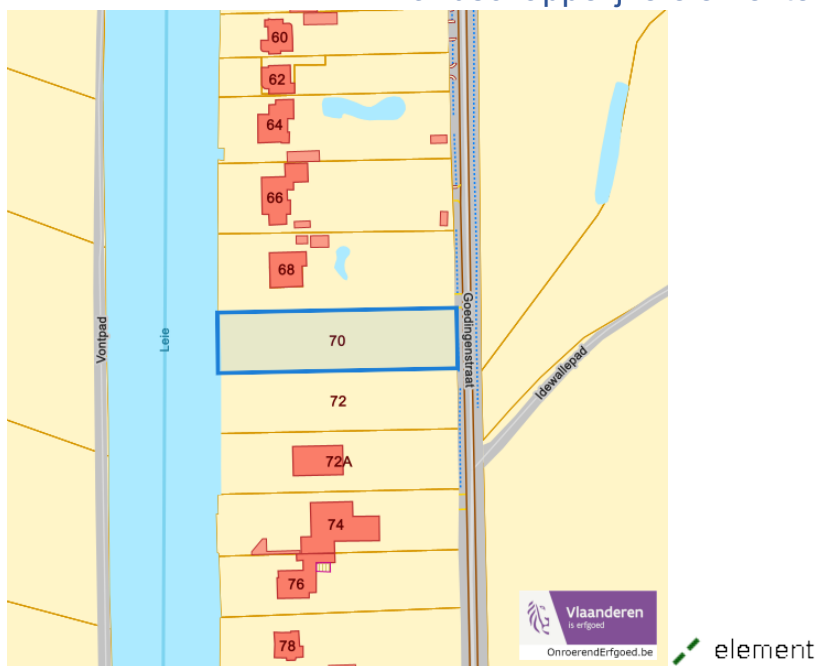 60
62
64
66
68
Vontpad
Leie
70
Goedingenstraat
Idewallepad
72
72A
74
76
78
Vlaanderen
is erfgoed
OnroerendErfgoed.be
element